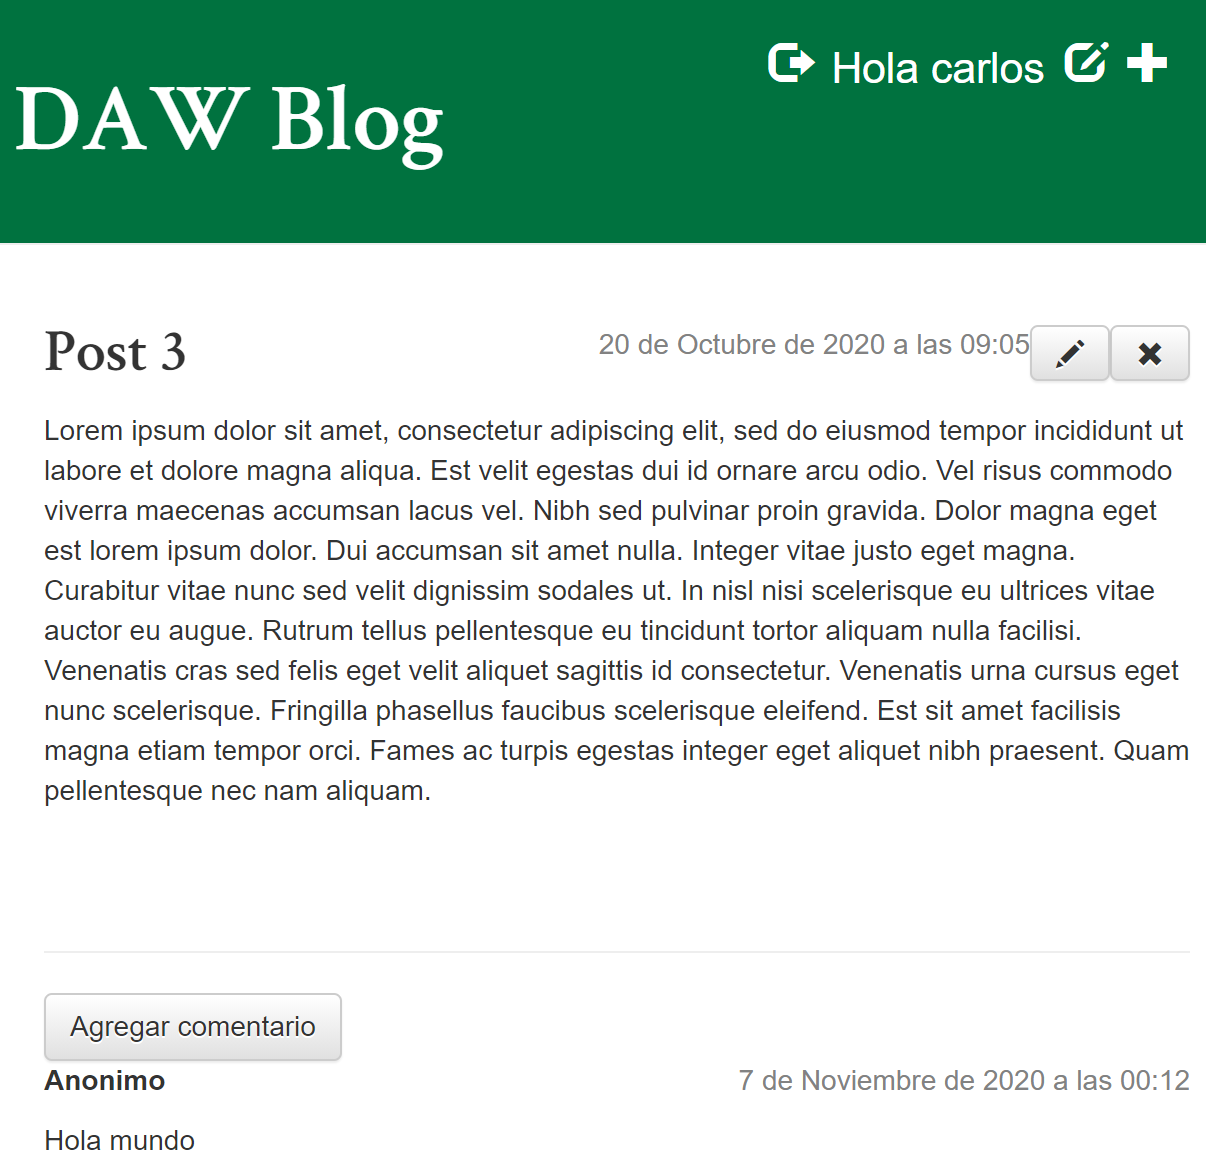 Hola carlos
DAW Blog
Post 3
20 de Octubre de 2020 a las 09:05
Lorem ipsum dolor sit amet, consectetur adipiscing elit, sed do eiusmod tempor incididunt ut
labore et dolore magna aliqua. Est velit egestas dui id ornare arcu odio. Vel risus commodo
viverra maecenas accumsan lacus vel. Nibh sed pulvinar proin gravida. Dolor magna eget
est lorem ipsum dolor. Dui accumsan sit amet nulla. Integer vitae justo eget magna.
Curabitur vitae nunc sed velit dignissim sodales ut. In nisl nisi scelerisque eu ultrices vitae
auctor eu augue. Rutrum tellus pellentesque eu tincidunt tortor aliquam nulla facilisi.
Venenatis cras sed felis eget velit aliquet sagittis id consectetur. Venenatis urna cursus eget
nunc scelerisque. Fringilla phasellus faucibus scelerisque eleifend. Est sit amet facilisis
magna etiam tempor orci. Fames ac turpis egestas integer eget aliquet nibh praesent. Quam
pellentesque nec nam aliquam.
Agregar comentario
Anonimo
7 de Noviembre de 2020 a las 00:12
Hola mundo